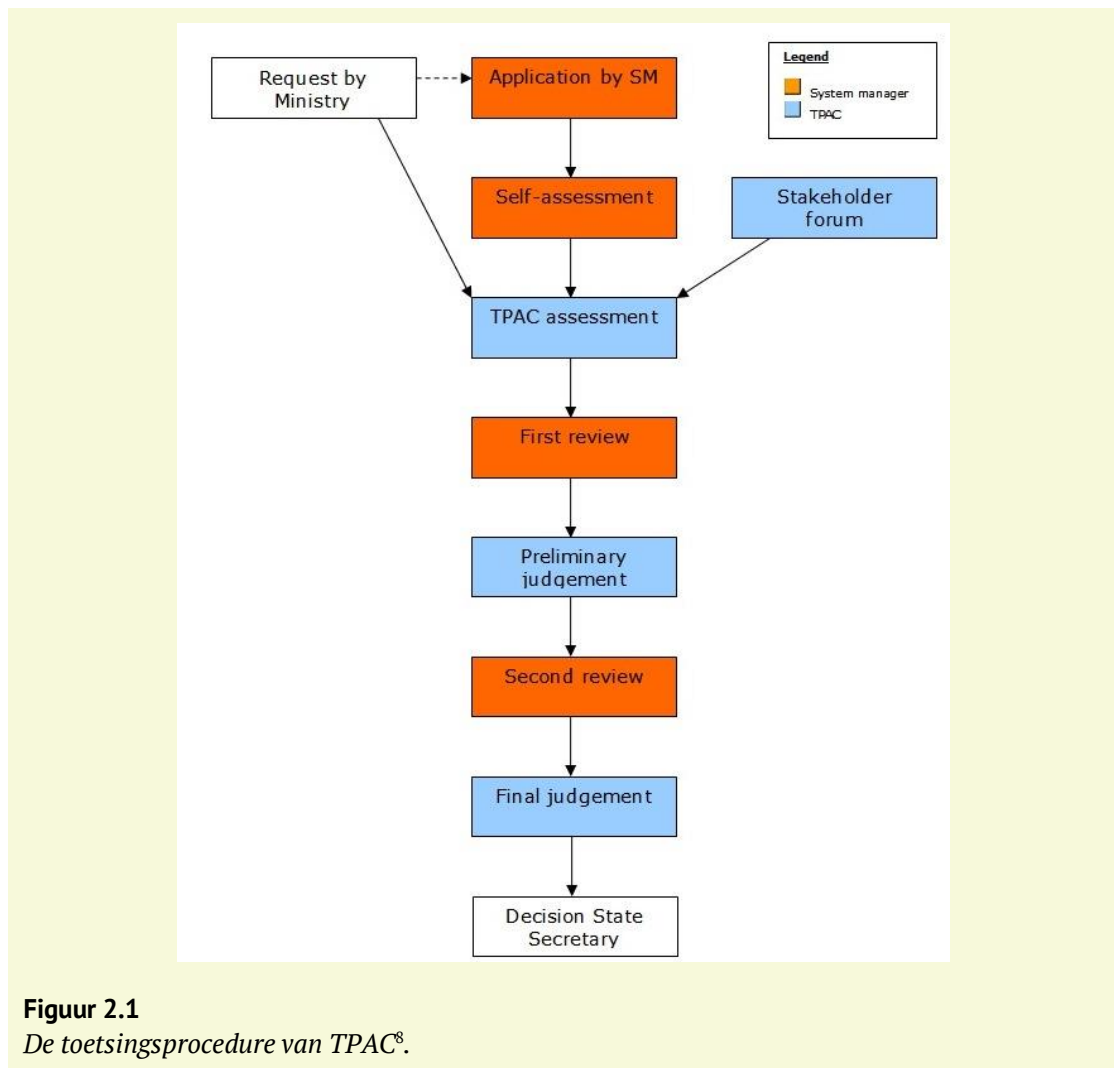 Request by
Ministry
Application by SM
Legend
System manager
TPAC
Self-assessment
Stakeholder
forum
TPAC assessment
First review
Preliminary
judgement
Second review
Final judgement
Decision State
Secretary
Figuur 2.1
De toetsingsprocedure van TPAC⁸.